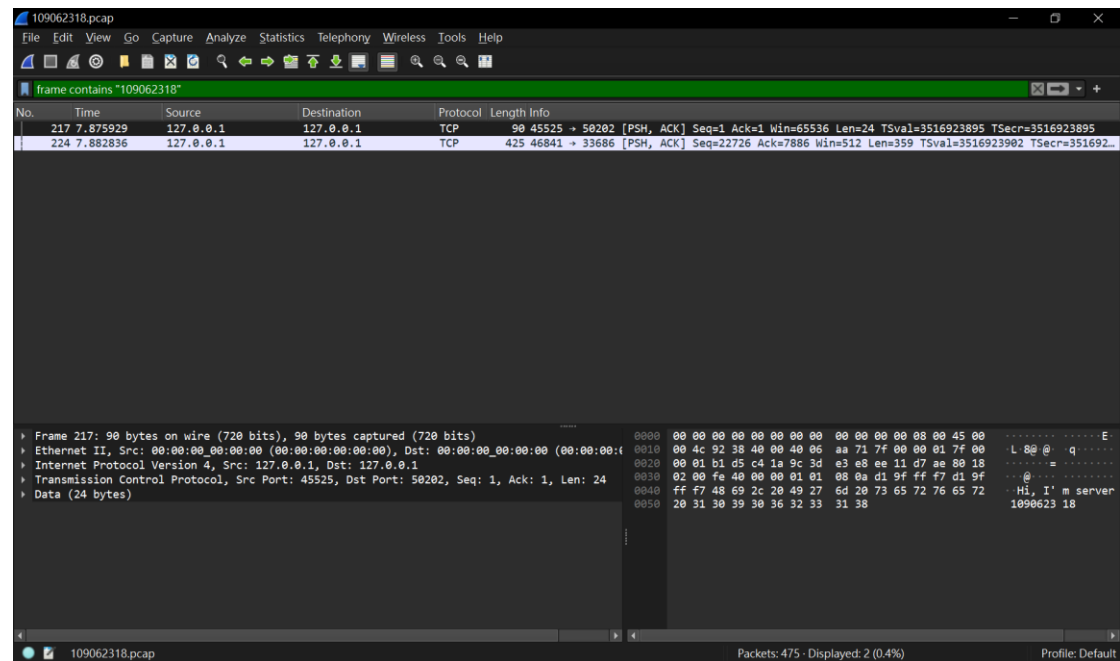 109062318.pcap
File Edit View Go Capture Analyze Statistics Telephony Wireless Tools Help
frame contains "109062318"
No. Time Source Destination Protocol Length Info
217 7.875929 127.0.0.1 127.0.0.1 TCP 90 45525 → 50202 [PSH, ACK] Seq=1 Ack=1 Win=65536 Len=24 TSval=3516923895 TSecr=3516923895
224 7.882836 127.0.0.1 127.0.0.1 TCP 425 46841 → 33686 [PSH, ACK] Seq=22726 Ack=7886 Win=512 Len=359 TSval=3516923902 TSecr=351692…
Frame 217: 90 bytes on wire (720 bits), 90 bytes captured (720 bits)
Ethernet II, Src: 00:00:00_00:00:00 (00:00:00:00:00:00), Dst: 00:00:00_00:00:00 (00:00:00:
Internet Protocol Version 4, Src: 127.0.0.1, Dst: 127.0.0.1
Transmission Control Protocol, Src Port: 45525, Dst Port: 50202, Seq: 1, Ack: 1, Len: 24
Data (24 bytes)
0000 00 00 00 00 00 00 00 00 00 00 00 00 08 00 45 00 ········ ······E·
0010 00 4c 92 38 40 00 40 06 aa 71 7f 00 00 01 7f 00 ·L·8@·@· ·q······
0020 00 01 b1 d5 c4 1a 9c 3d e3 e8 ee 11 d7 ae 80 18 ·······= ········
0030 02 00 fe 40 00 00 01 01 08 0a d1 9f ff f7 d1 9f ···@···· ········
0040 ff f7 48 69 2c 20 49 27 6d 20 73 65 72 76 65 72 ··Hi, I' m server
0050 20 31 30 39 30 36 32 33 31 38 1090623 18
109062318.pcap
Packets: 475 · Displayed: 2 (0.4%)
Profile: Default